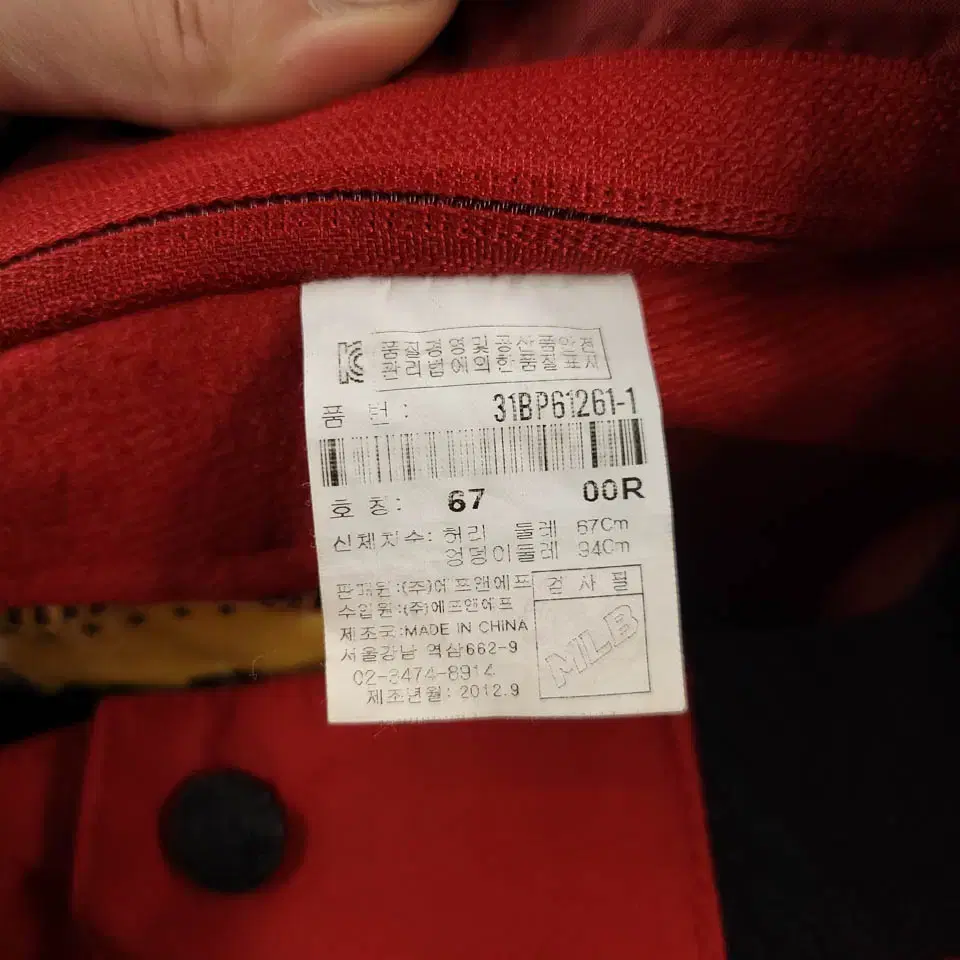 품질경영및공산품안전
관리법에의한품질표시
품 번 : 31BP61261-1
호 칭 : 67 00R
신체치수: 허리 둘레 67Cm
엉덩이둘레 94Cm
판매원:(주)에프앤에프
수입원:(주)에프앤에프
제조국:MADE IN CHINA
서울강남 역삼662-9
02-3474-8914
제조년월: 2012.9
검 사 필
MLB